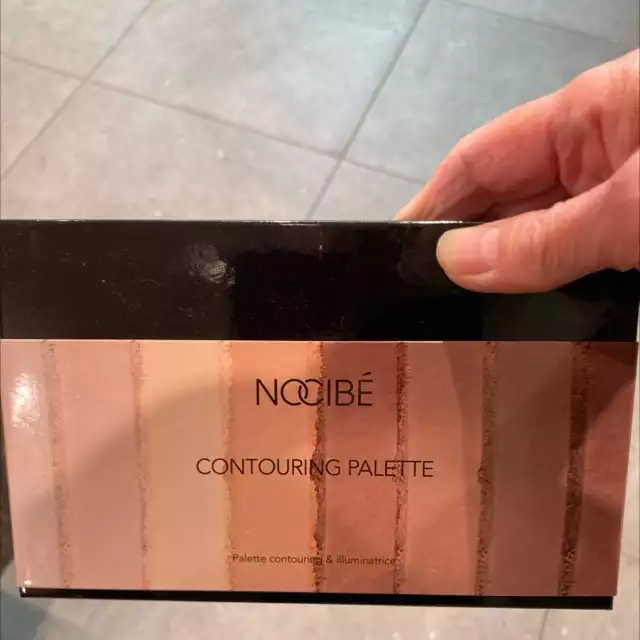 NOCIBÉ
CONTOURING PALETTE
Palette contouring & illuminatrice